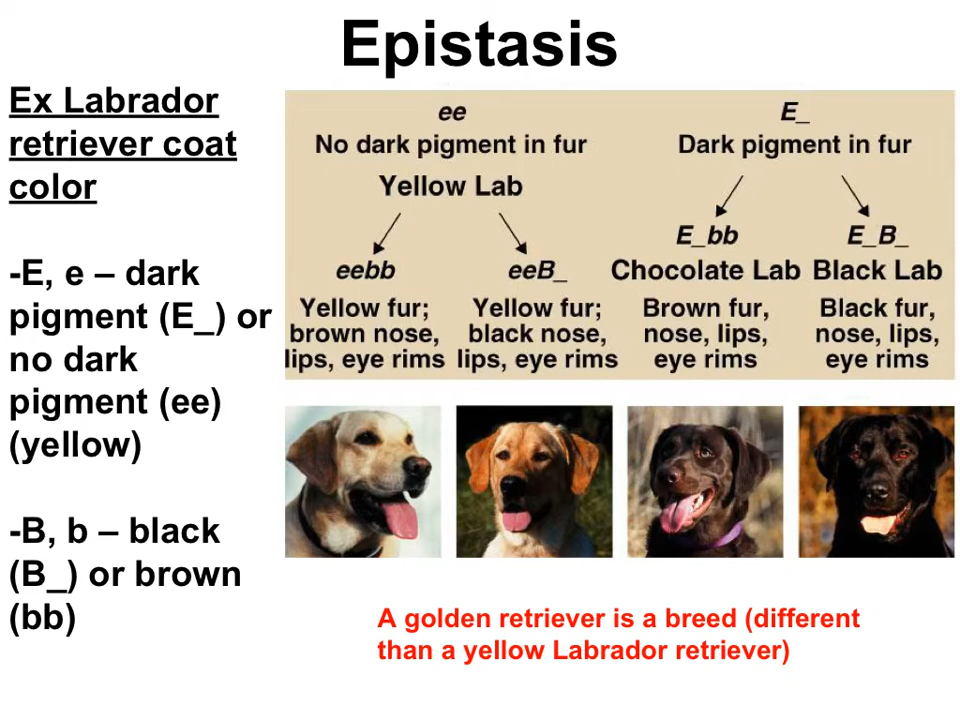 Epistasis
Ex Labrador
retriever coat
color
-E, e – dark
pigment (E_) or
no dark
pigment (ee)
(yellow)
-B, b – black
(B_) or brown
(bb)
ee
No dark pigment in fur
Yellow Lab
E_
Dark pigment in fur
eebb
Yellow fur;
brown nose,
lips, eye rims
eeB_
Yellow fur;
black nose,
lips, eye rims
E_bb
Chocolate Lab
Brown fur,
nose, lips,
eye rims
E_B_
Black Lab
Black fur,
nose, lips,
eye rims
A golden retriever is a breed (different
than a yellow Labrador retriever)